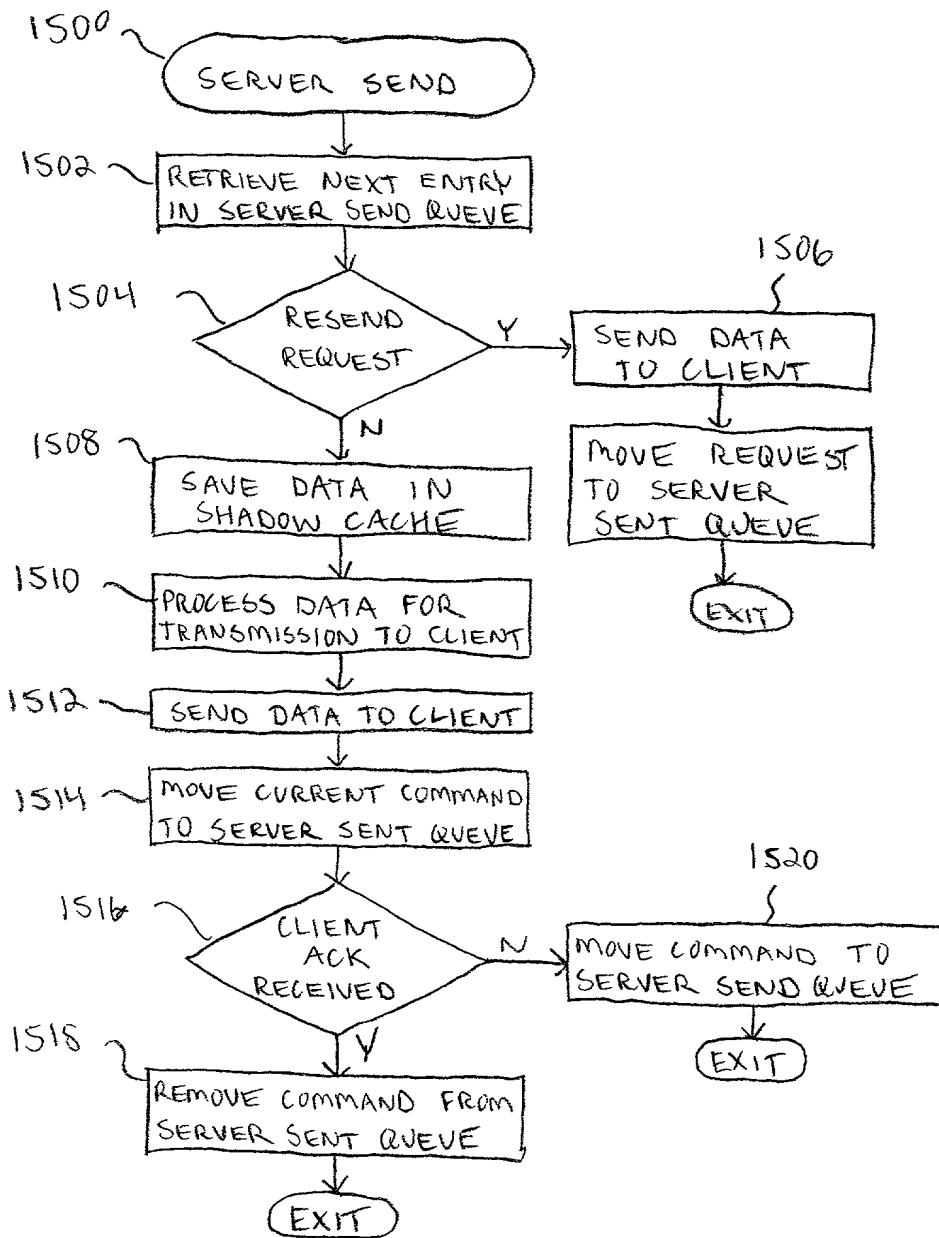 1500
SERVER SEND
1502
RETRIEVE NEXT ENTRY
IN SERVER SEND QUEUE
1504
RESEND
REQUEST
Y
N
1506
SEND DATA
TO CLIENT
MOVE REQUEST
TO SERVER
SENT QUEUE
EXIT
1508
SAVE DATA IN
SHADOW CACHE
1510
PROCESS DATA FOR
TRANSMISSION TO CLIENT
1512
SEND DATA TO CLIENT
1514
MOVE CURRENT COMMAND
TO SERVER SENT QUEUE
1516
CLIENT
ACK
RECEIVED
N
Y
1520
MOVE COMMAND TO
SERVER SEND QUEUE
EXIT
1518
REMOVE COMMAND FROM
SERVER SENT QUEUE
EXIT